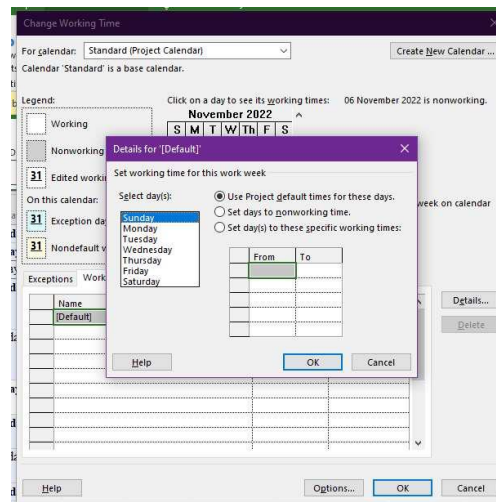 Change Working Time
For calendar: Standard (Project Calendar) Create New Calendar ...
Calendar 'Standard' is a base calendar.
Legend: Click on a day to see its working times: 06 November 2022 is nonworking.
Working
November 2022
S M T W Th F S
Nonworking
31 Edited worki
On this calendar:
31 Exception da
31 Nondefault w
week on calendar
Details for '[Default]'
Set working time for this work week
Select day(s):
Sunday
Monday
Tuesday
Wednesday
Thursday
Friday
Saturday
Use Project default times for these days.
Set days to nonworking time.
Set day(s) to these specific working times:
From To
Help OK Cancel
Exceptions Work
Name
[Default]
Details...
Delete
Help Options... OK Cancel